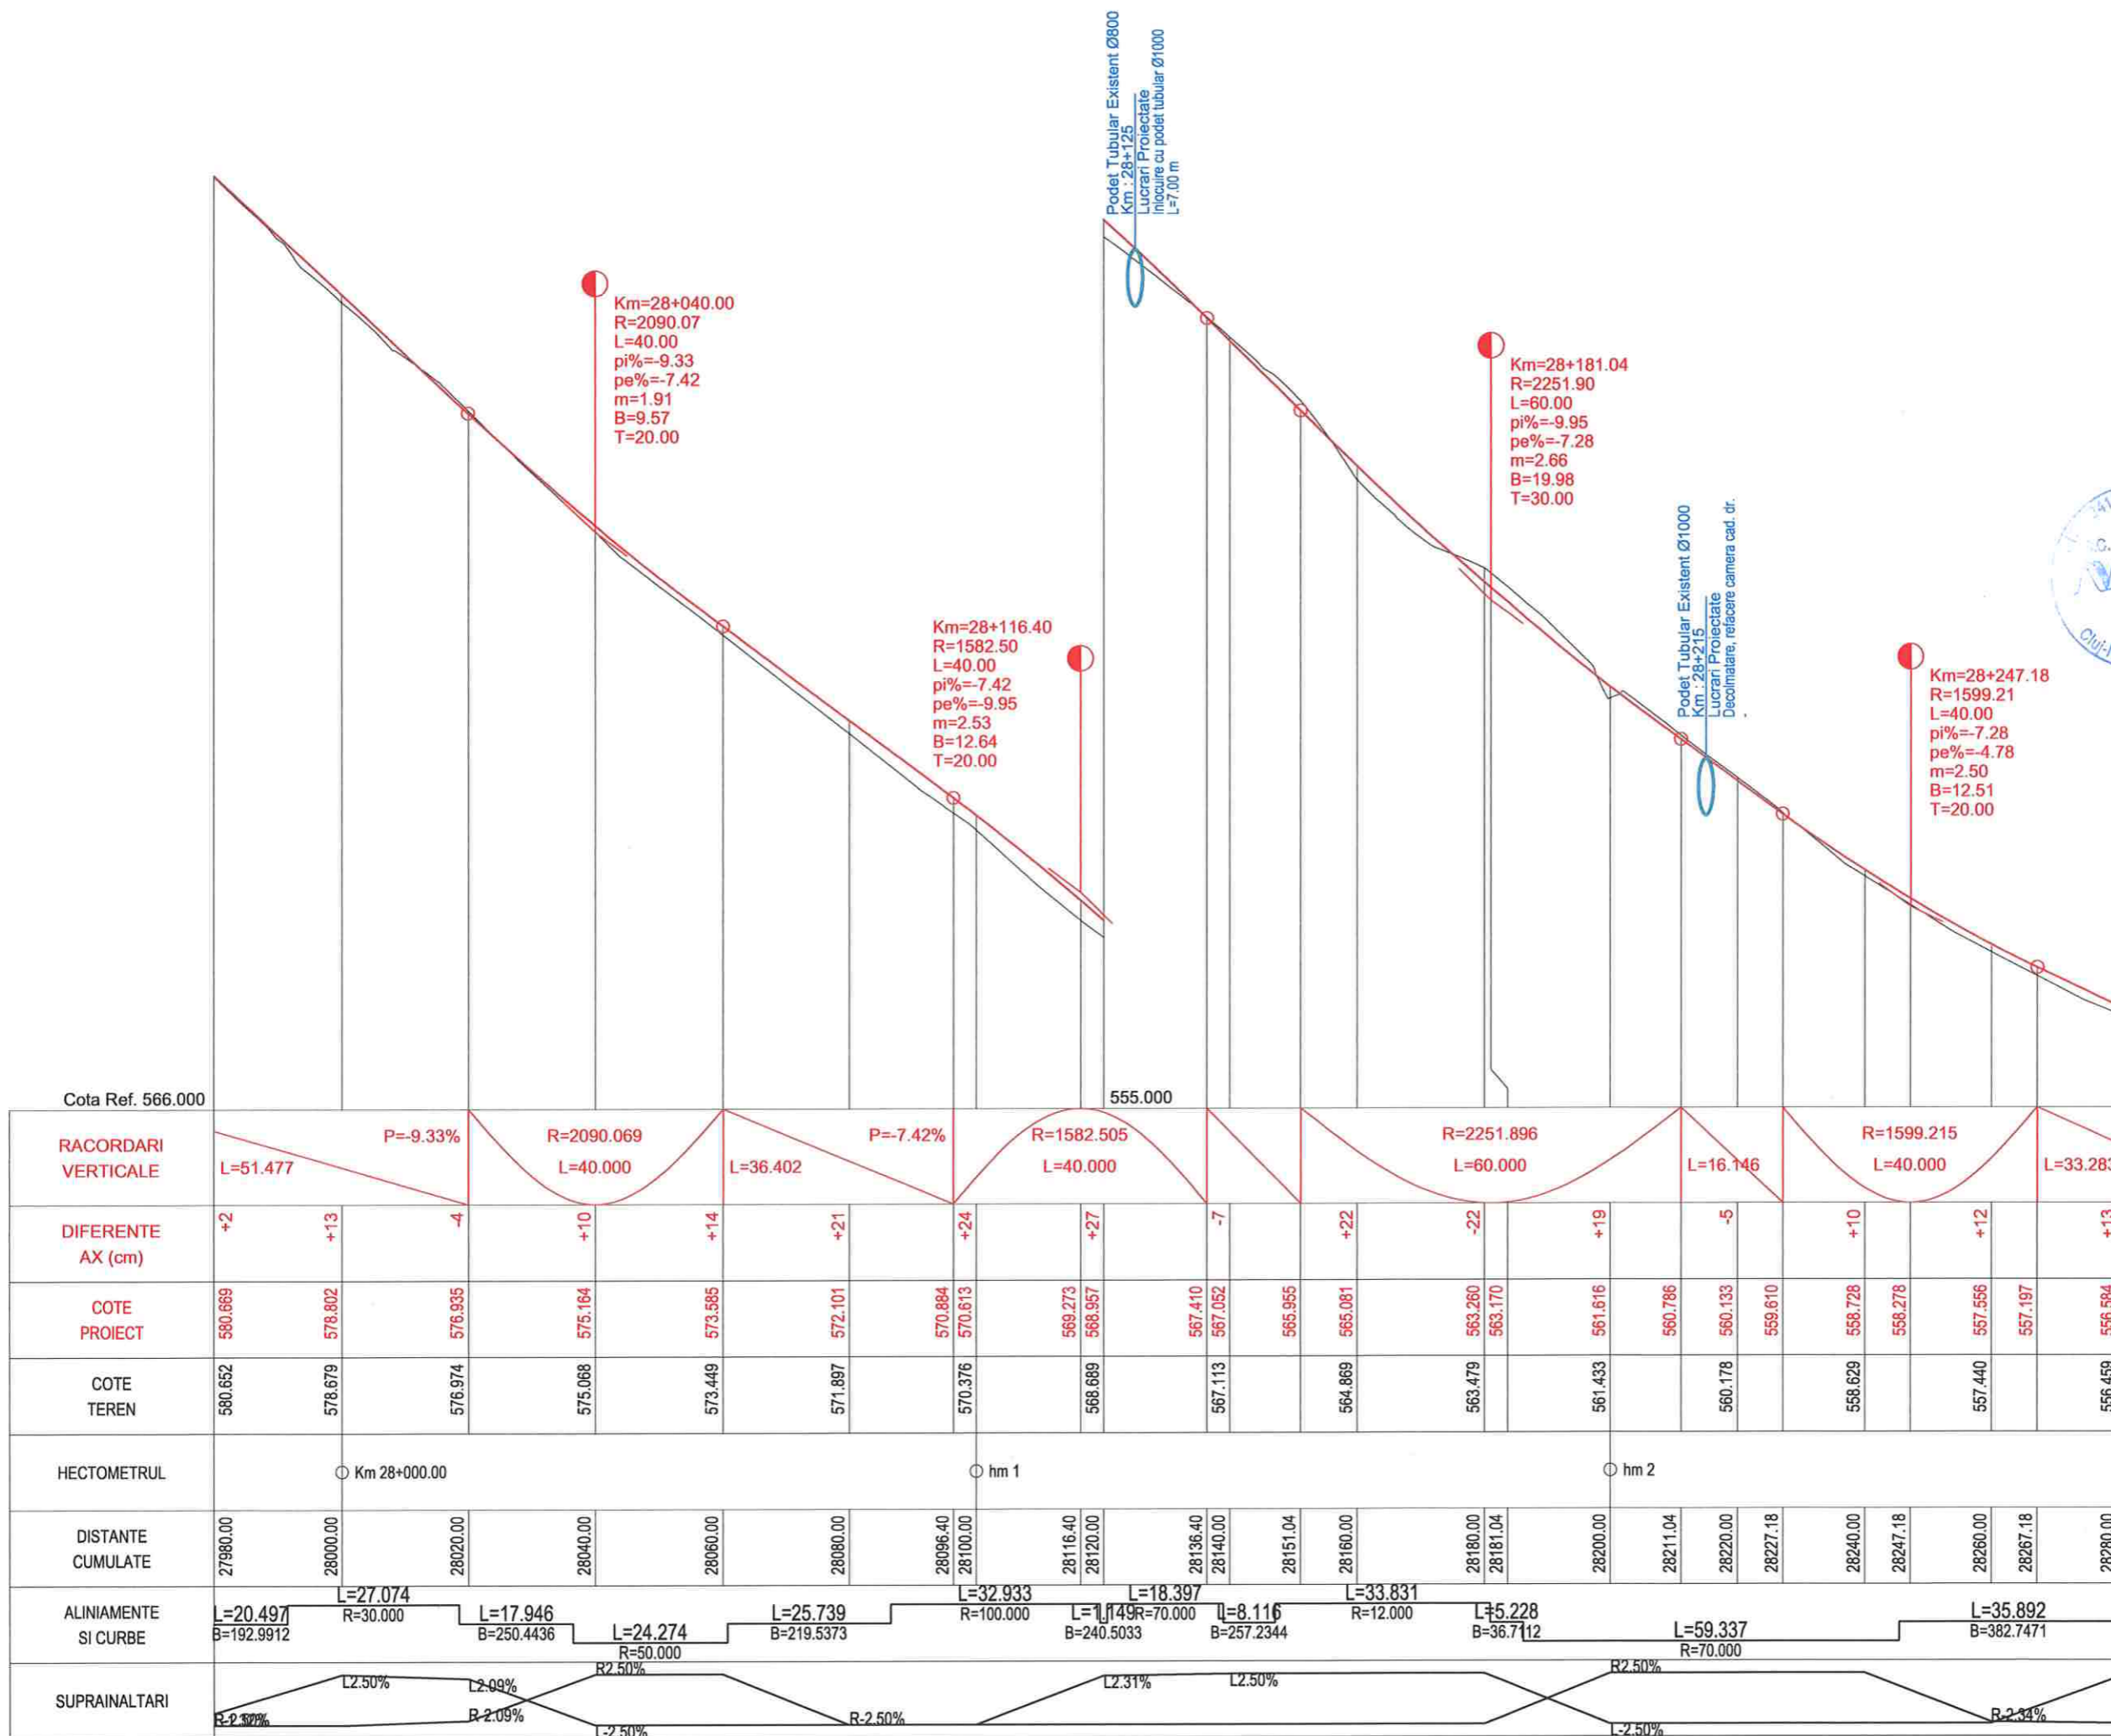 Podet Tubular Existent Ø800
Km : 28+125
Lucrari Proiectate
Inlocuire cu podet tubular Ø1000
L=7.00 m
Km=28+040.00
R=2090.07
L=40.00
pi%=-9.33
pe%=-7.42
m=1.91
B=9.57
T=20.00
Km=28+181.04
R=2251.90
L=60.00
pi%=-9.95
pe%=-7.28
m=2.66
B=19.98
T=30.00
Podet Tubular Existent Ø1000
Km : 28+215
Lucrari Proiectate
Decolmatare, refacere camera cad. dr.
Km=28+116.40
R=1582.50
L=40.00
pi%=-7.42
pe%=-9.95
m=2.53
B=12.64
T=20.00
Km=28+247.18
R=1599.21
L=40.00
pi%=-7.28
pe%=-4.78
m=2.50
B=12.51
T=20.00
Cota Ref. 566.000
555.000
RACORDARI
VERTICALE
L=51.477
P=-9.33%
R=2090.069
L=40.000
L=36.402
P=-7.42%
R=1582.505
L=40.000
R=2251.896
L=60.000
L=16.146
R=1599.215
L=40.000
L=33.283
DIFERENTE
AX (cm)
+2 +13 -4 +10 +14 +21 +24 +27 -7 +22 -22 +19 -5 +10 +12 +13
COTE
PROIECT
580.669 578.802 576.935 575.164 573.585 572.101 570.884 570.613 569.273 568.957 567.410 567.052 565.955 565.081 563.260 563.170 561.616 560.786 560.133 559.610 558.728 558.278 557.556 557.197 556.584
COTE
TEREN
580.652 578.679 576.974 575.068 573.449 571.897 570.376 568.689 567.113 564.869 563.479 561.433 560.178 558.629 557.440 556.459
HECTOMETRUL
Km 28+000.00
hm 1
hm 2
DISTANTE
CUMULATE
27980.00 28000.00 28020.00 28040.00 28060.00 28080.00 28096.40 28100.00 28116.40 28120.00 28136.40 28140.00 28151.04 28160.00 28180.00 28181.04 28200.00 28211.04 28220.00 28227.18 28240.00 28247.18 28260.00 28267.18 28280.00
ALINIAMENTE
SI CURBE
L=20.497
B=192.9912
L=27.074
R=30.000
L=17.946
B=250.4436
L=24.274
R=50.000
L=25.739
B=219.5373
L=32.933
R=100.000
L=1.149
B=240.5033
L=18.397
R=70.000
L=8.116
B=257.2344
L=33.831
R=12.000
L=5.228
B=36.7112
L=59.337
R=70.000
L=35.892
B=382.7471
SUPRAINALTARI
L2.50%
L2.09%
R-2.09%
R2.50%
L-2.50%
R-2.50%
L2.31%
L2.50%
R2.50%
L-2.50%
R-2.34%